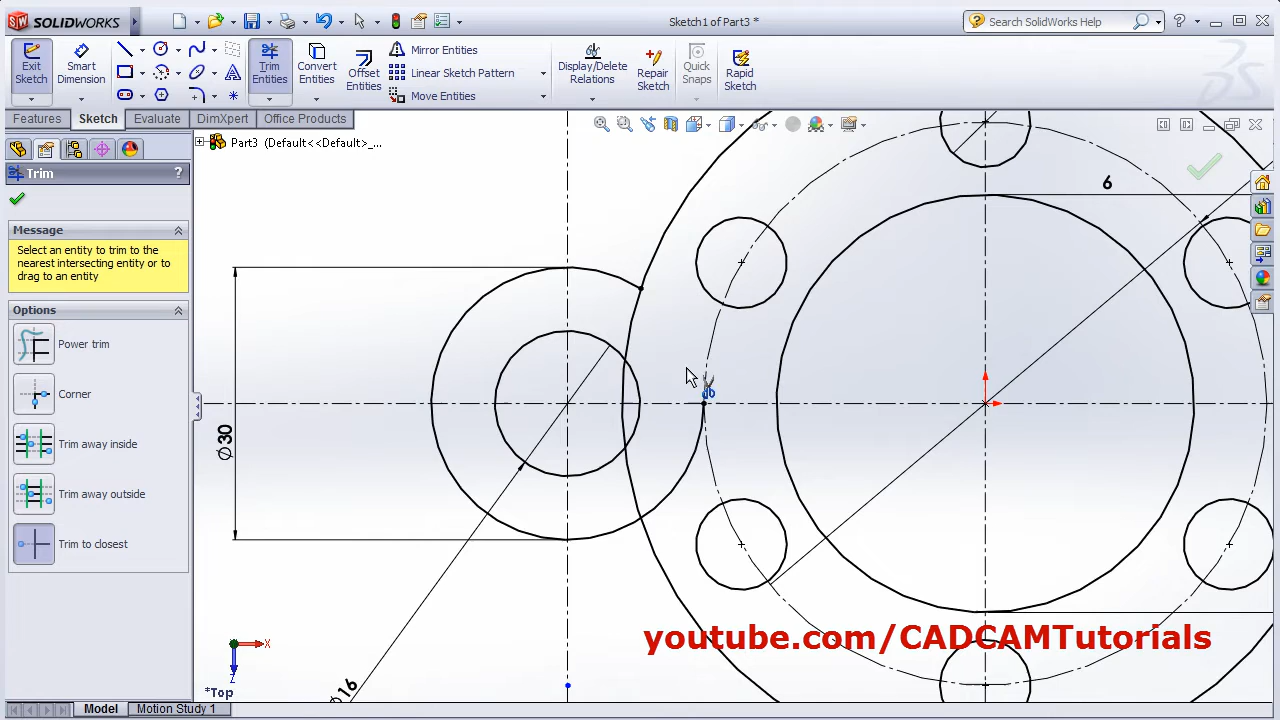 SOLIDWORKS
Sketch1 of Part3 *
Search SolidWorks Help
?
Exit Sketch
Smart Dimension
Trim Entities
Convert Entities
Offset Entities
Mirror Entities
Linear Sketch Pattern
Move Entities
Display/Delete Relations
Repair Sketch
Quick Snaps
Rapid Sketch
Features
Sketch
Evaluate
DimXpert
Office Products
Part3 (Default<<Default>_...
Trim
?
Message
Select an entity to trim to the
nearest intersecting entity or to
drag to an entity
Options
Power trim
Corner
Trim away inside
Trim away outside
Trim to closest
6
Ø30
Ø16
X
Z
*Top
youtube.com/CADCAMTutorials
Model
Motion Study 1